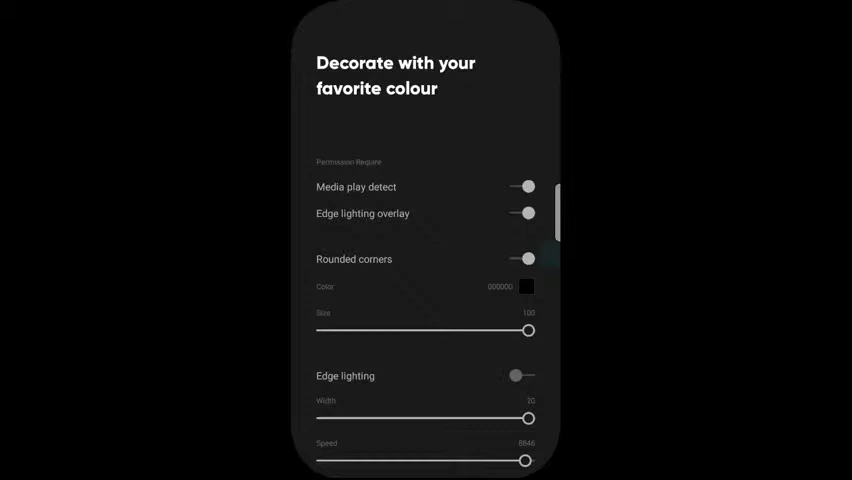 Decorate with your
favorite colour
Permission Require
Media play detect
Edge lighting overlay
Rounded corners
Color 000000
Size 100
Edge lighting
Width 20
Speed 8846